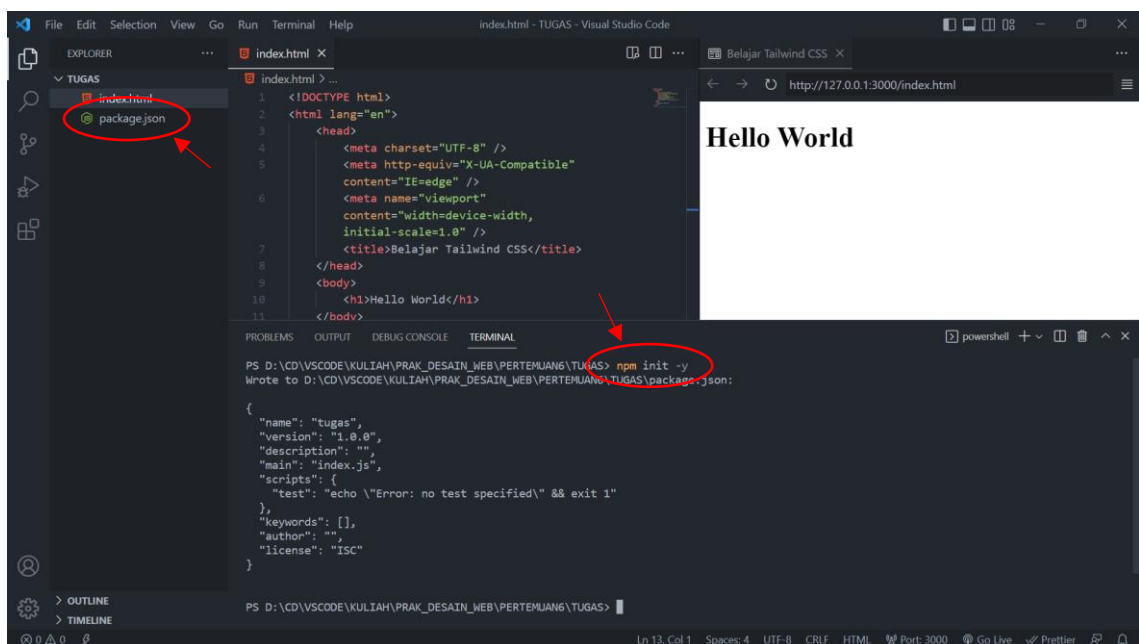 File Edit Selection View Go Run Terminal Help index.html - TUGAS - Visual Studio Code
EXPLORER
TUGAS
index.html
package.json
OUTLINE
TIMELINE
index.html
index.html > ...
1 <!DOCTYPE html>
2 <html lang="en">
3 <head>
4 <meta charset="UTF-8" />
5 <meta http-equiv="X-UA-Compatible"
content="IE=edge" />
6 <meta name="viewport"
content="width=device-width,
initial-scale=1.0" />
7 <title>Belajar Tailwind CSS</title>
8 </head>
9 <body>
10 <h1>Hello World</h1>
11 </body>
Belajar Tailwind CSS
http://127.0.0.1:3000/index.html
Hello World
PROBLEMS OUTPUT DEBUG CONSOLE TERMINAL powershell
PS D:\CD\VSCODE\KULIAH\PRAK_DESAIN_WEB\PERTEMUAN6\TUGAS> npm init -y
Wrote to D:\CD\VSCODE\KULIAH\PRAK_DESAIN_WEB\PERTEMUAN6\TUGAS\package.json:
{
"name": "tugas",
"version": "1.0.0",
"description": "",
"main": "index.js",
"scripts": {
"test": "echo \"Error: no test specified\" && exit 1"
},
"keywords": [],
"author": "",
"license": "ISC"
}
PS D:\CD\VSCODE\KULIAH\PRAK_DESAIN_WEB\PERTEMUAN6\TUGAS>
0 0 Ln 13, Col 1 Spaces: 4 UTF-8 CRLF HTML Port: 3000 Go Live Prettier